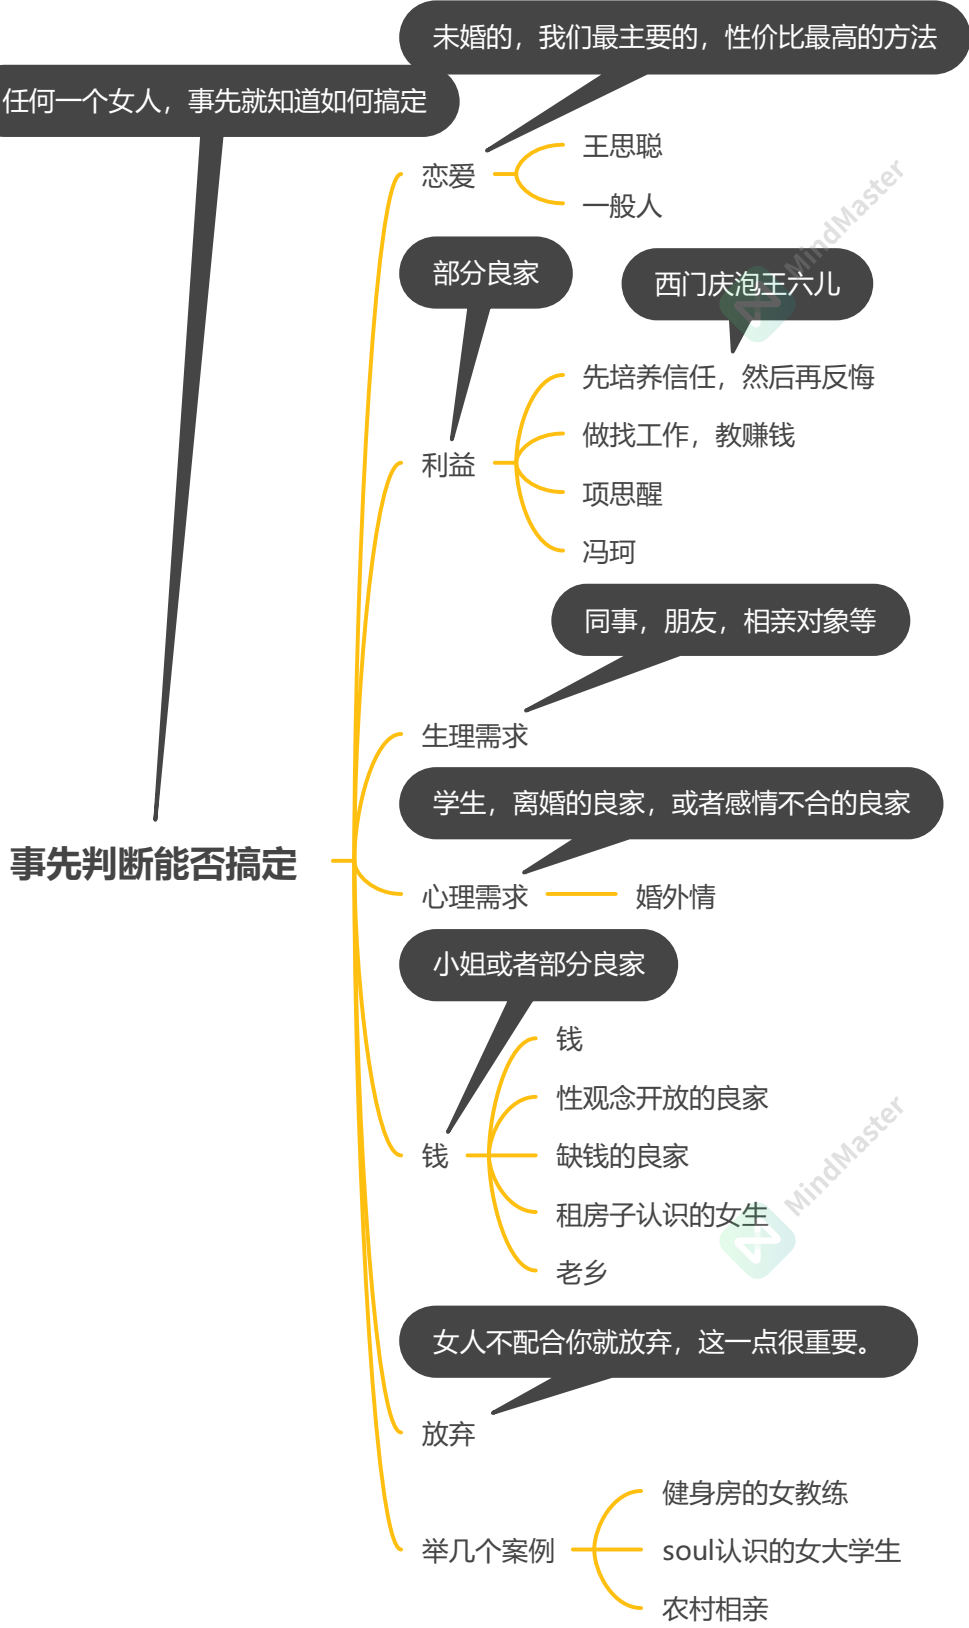 未婚的，我们最主要的，性价比最高的方法
任何一个女人，事先就知道如何搞定
王思聪
恋爱
一般人
部分良家
西门庆泡王六儿
先培养信任，然后再反悔
做找工作，教赚钱
利益
项思醒
冯珂
同事，朋友，相亲对象等
生理需求
学生，离婚的良家，或者感情不合的良家
事先判断能否搞定
心理需求
婚外情
小姐或者部分良家
钱
性观念开放的良家
钱
缺钱的良家
租房子认识的女生
老乡
女人不配合你就放弃，这一点很重要。
放弃
健身房的女教练
举几个案例
soul认识的女大学生
农村相亲
MindMaster
MindMaster